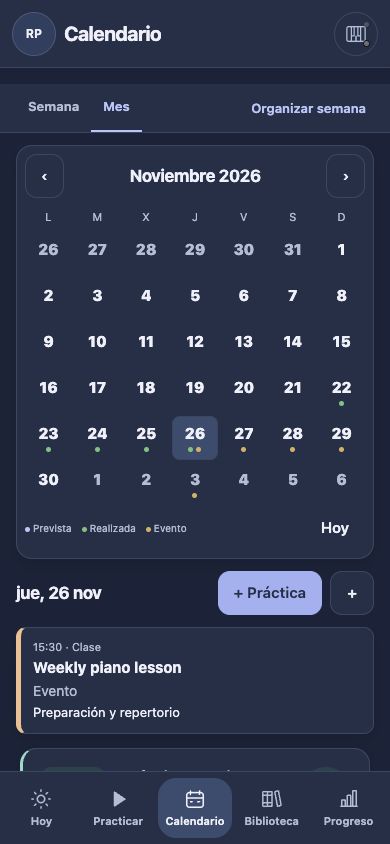 RP Calendario
Semana Mes Organizar semana
‹ Noviembre 2026 ›
L M X J V S D
26 27 28 29 30 31 1
2 3 4 5 6 7 8
9 10 11 12 13 14 15
16 17 18 19 20 21 22
23 24 25 26 27 28 29
30 1 2 3 4 5 6
Prevista Realizada Evento Hoy
jue, 26 nov + Práctica +
15:30 · Clase
Weekly piano lesson
Evento
Preparación y repertorio
Hoy Practicar Calendario Biblioteca Progreso